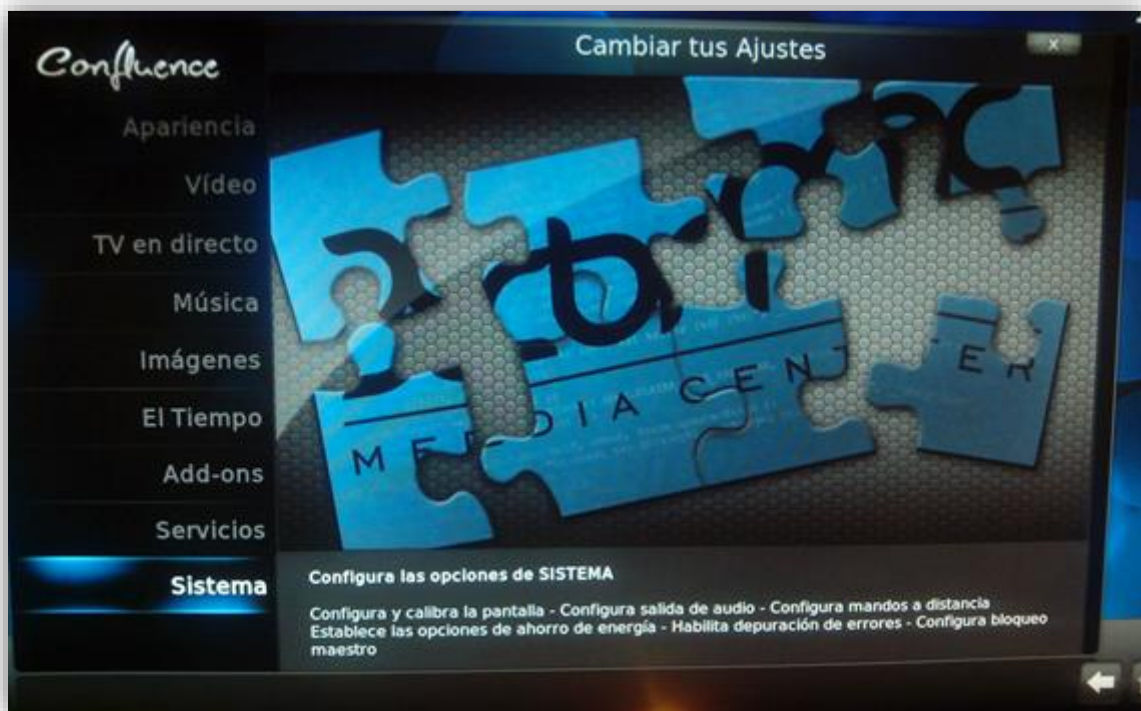 Confluence
Cambiar tus Ajustes
x
Apariencia
Vídeo
TV en directo
Música
Imágenes
El Tiempo
Add-ons
Servicios
Sistema
xbmc
MEDIA CENTER
Configura las opciones de SISTEMA
Configura y calibra la pantalla - Configura salida de audio - Configura mandos a distancia
Establece las opciones de ahorro de energía - Habilita depuración de errores - Configura bloqueo
maestro